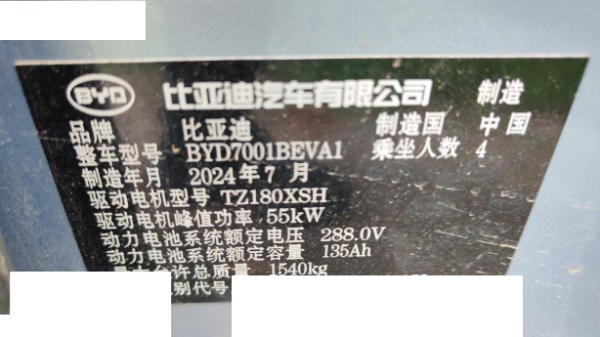 BYD 比亚迪汽车有限公司 制造
品牌 比亚迪 制造国 中国
整车型号 BYD7001BEVA1 乘坐人数 4
制造年月 2024年7月
驱动电机型号 TZ180XSH
驱动电机峰值功率 55kW
动力电池系统额定电压 288.0V
动力电池系统额定容量 135Ah
允许总质量 1540kg
别代号